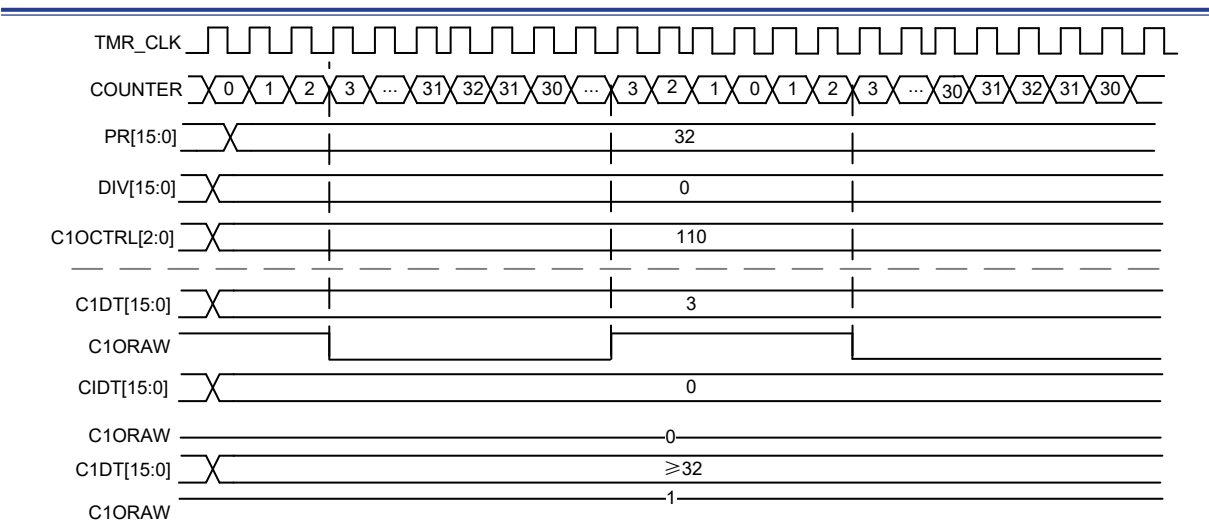 TMR_CLK
COUNTER 0 1 2 3 ... 31 32 31 30 ... 3 2 1 0 1 2 3 ... 30 31 32 31 30
PR[15:0] 32
DIV[15:0] 0
C1OCTRL[2:0] 110
C1DT[15:0] 3
C1ORAW
CIDT[15:0] 0
C1ORAW 0
C1DT[15:0] ⩾32
C1ORAW 1